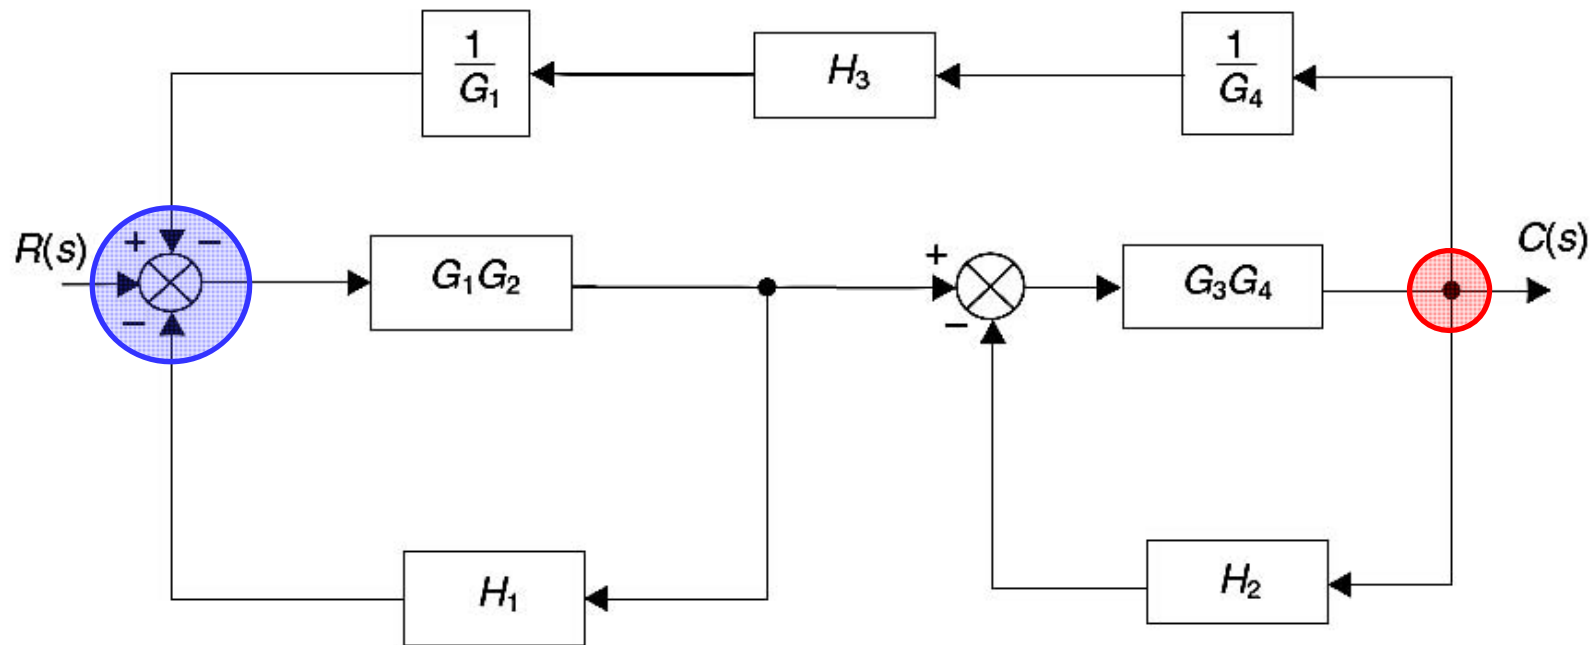 1
G₁
H₃
1
G₄
R(s)
+
−
−
G₁G₂
+
−
G₃G₄
C(s)
H₁
H₂